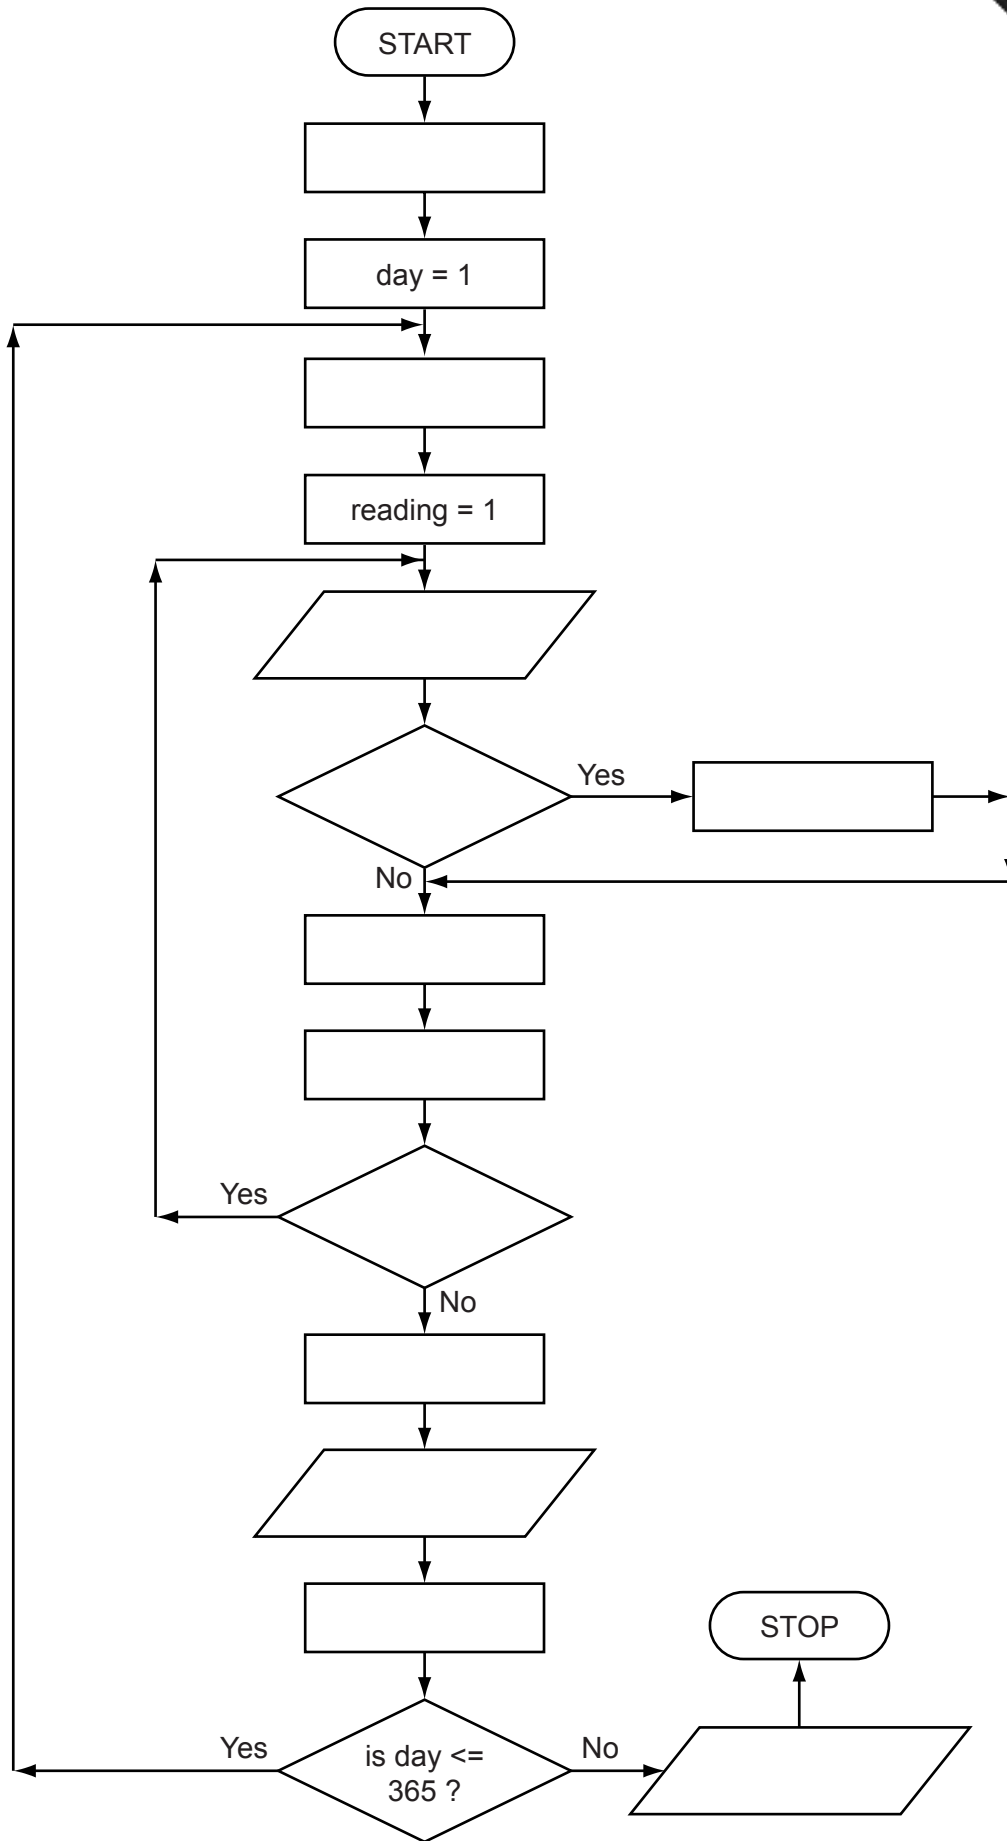 START
day = 1
reading = 1
Yes
No
Yes
No
STOP
Yes
is day <=
365 ?
No